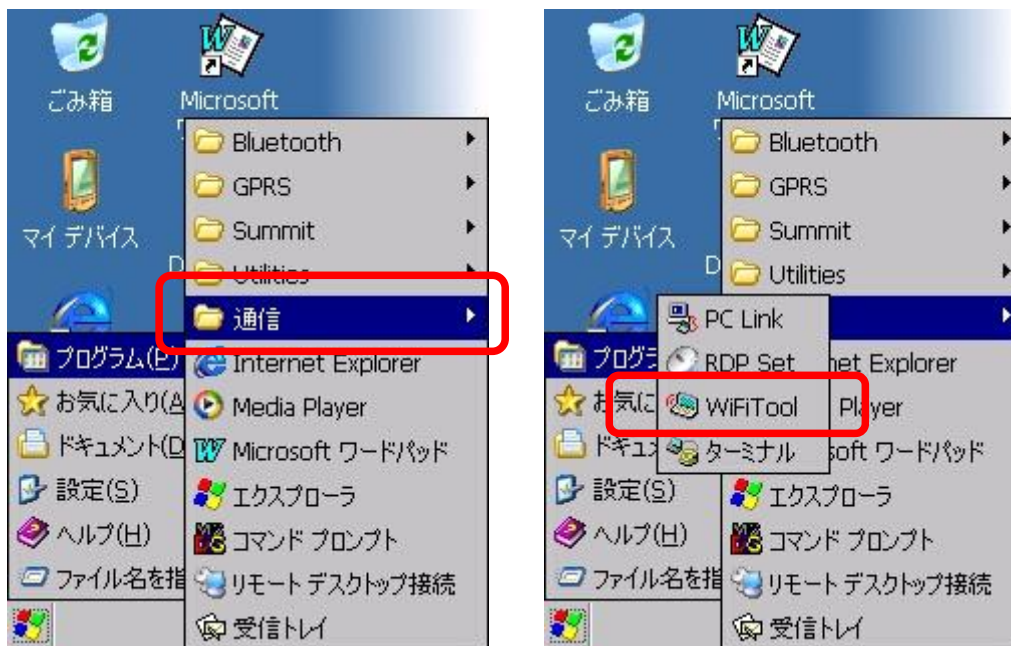 ごみ箱
Microsoft
マイ デバイス
D
Bluetooth
GPRS
Summit
Utilities
通信
Internet Explorer
Media Player
Microsoft ワードパッド
エクスプローラ
コマンド プロンプト
リモート デスクトップ接続
受信トレイ
プログラム(P)
お気に入り(A
ドキュメント(D
設定(S)
ヘルプ(H)
ファイル名を指
ごみ箱
Microsoft
マイ デバイス
D
Bluetooth
GPRS
Summit
Utilities
PC Link
RDP Set
WiFiTool
ターミナル
net Explorer
Player
soft ワードパッド
エクスプローラ
コマンド プロンプト
リモート デスクトップ接続
受信トレイ
プログラ
お気に
ドキュ
設定(S)
ヘルプ(H)
ファイル名を指